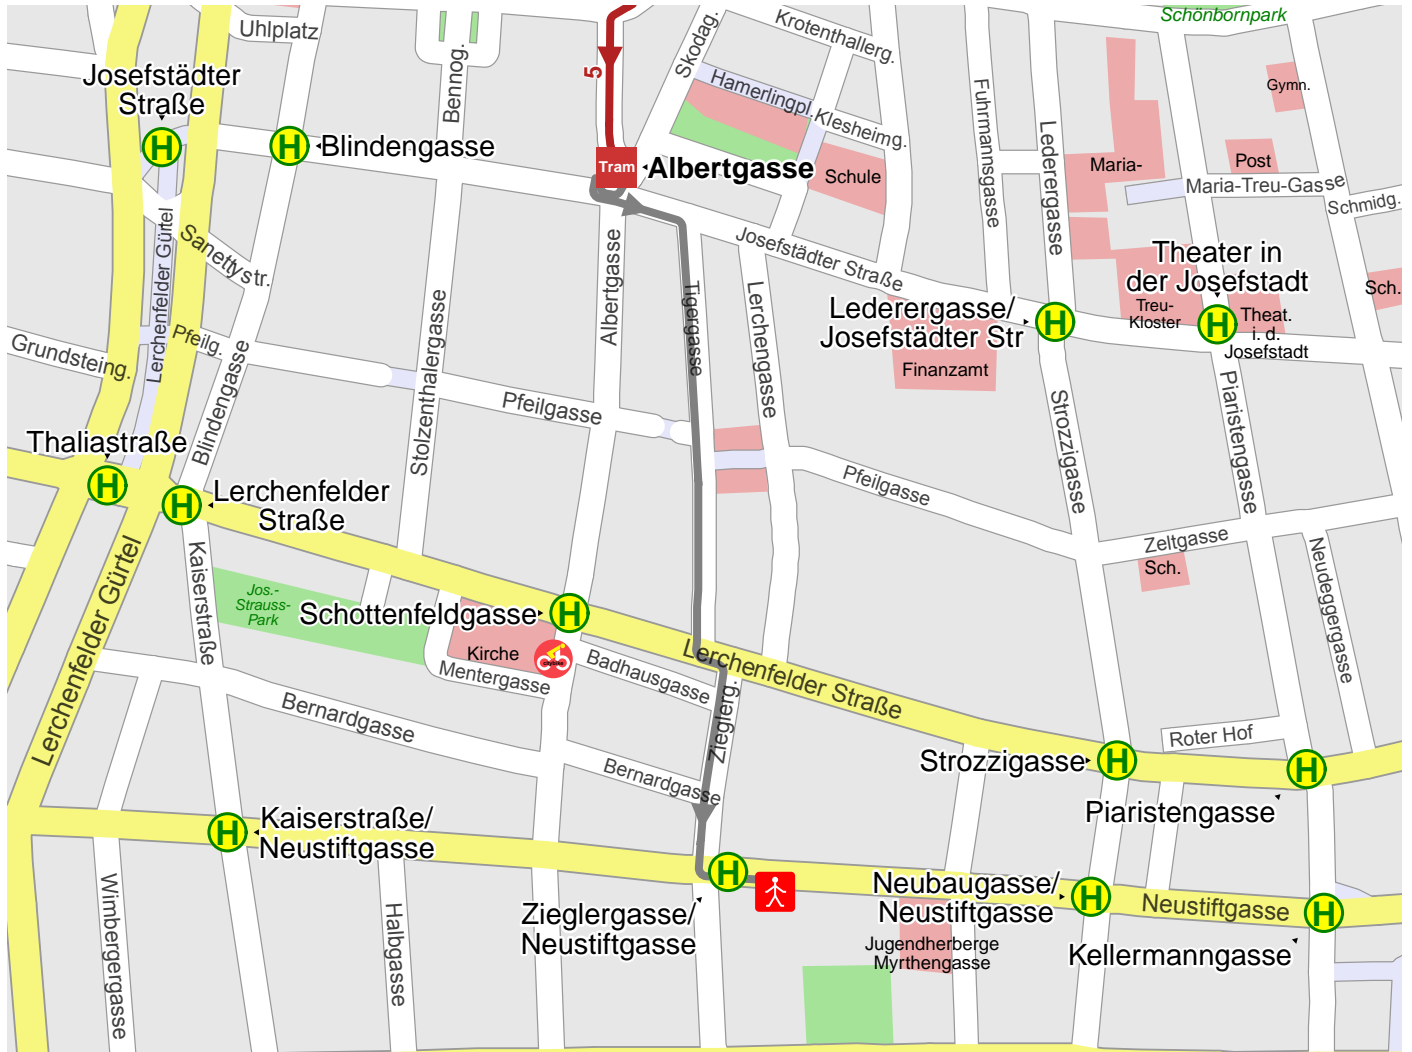 Schönbornpark
Uhlplatz
Krotenthallerg.
Skodag.
Bennog.
5
Josefstädter
Straße
Hamerlingpl.
Klesheimg.
Fuhrmannsgasse
Lederergasse
Gymn.
H
H
Blindengasse
Tram
Albertgasse
Schule
Maria-
Post
Maria-Treu-Gasse
Schmidg.
Lerchenfelder Gürtel
Sanettystr.
Josefstädter Straße
Albertgasse
Theater in
der Josefstadt
Sch.
Treu-
Kloster
Theat.
i. d.
Josefstadt
H
H
Lederergasse/
Josefstädter Str
Finanzamt
Tigergasse
Lerchengasse
Stolzenthalergasse
Pfeilg.
Grundsteing.
Blindengasse
Pfeilgasse
Strozzigasse
Piaristengasse
Thaliastraße
H
H
Lerchenfelder
Straße
Pfeilgasse
Zeltgasse
Sch.
Neudeggergasse
Lerchenfelder Gürtel
Kaiserstraße
Jos.-
Strauss-
Park
Schottenfeldgasse
H
Kirche
citybike
Mentergasse
Badhausgasse
Lerchenfelder Straße
Zieglerg.
Bernardgasse
Bernardgasse
Roter Hof
Strozzigasse
H
H
Piaristengasse
H
Kaiserstraße/
Neustiftgasse
H
Zieglergasse/
Neustiftgasse
Neubaugasse/
Neustiftgasse
H
Neustiftgasse
H
Kellermanngasse
Jugendherberge
Myrthengasse
Wimbergergasse
Halbgasse